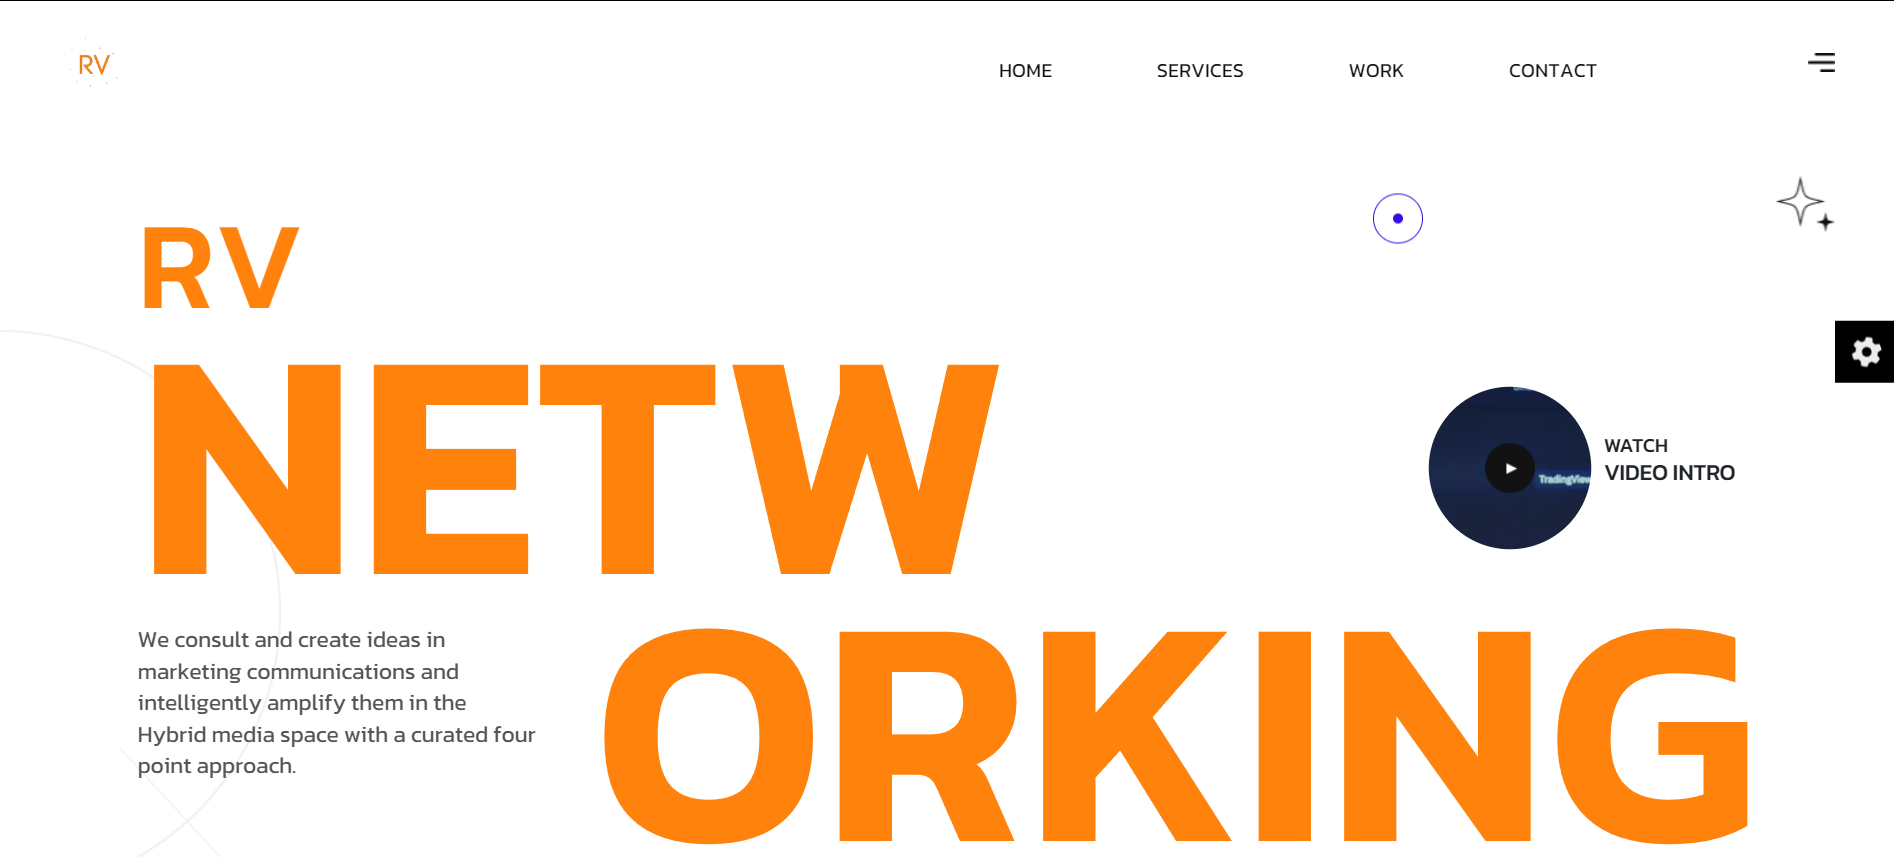 RV
HOME SERVICES WORK CONTACT
RV
NETW
TradingView
WATCH
VIDEO INTRO
ORKING
We consult and create ideas in
marketing communications and
intelligently amplify them in the
Hybrid media space with a curated four
point approach.